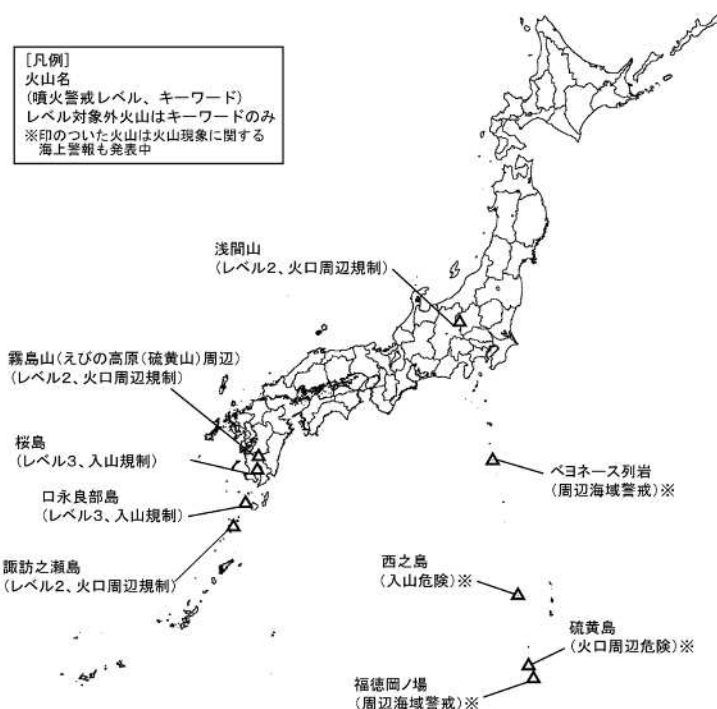 [凡例]
火山名
(噴火警戒レベル、キーワード)
レベル対象外火山はキーワードのみ
※印のついた火山は火山現象に関する
海上警報も発表中
浅間山
(レベル2、火口周辺規制)
霧島山(えびの高原(硫黄山)周辺)
(レベル2、火口周辺規制)
桜島
(レベル3、入山規制)
口永良部島
(レベル3、入山規制)
諏訪之瀬島
(レベル2、火口周辺規制)
ベヨネース列岩
(周辺海域警戒)※
西之島
(入山危険)※
硫黄島
(火口周辺危険)※
福徳岡ノ場
(周辺海域警戒)※